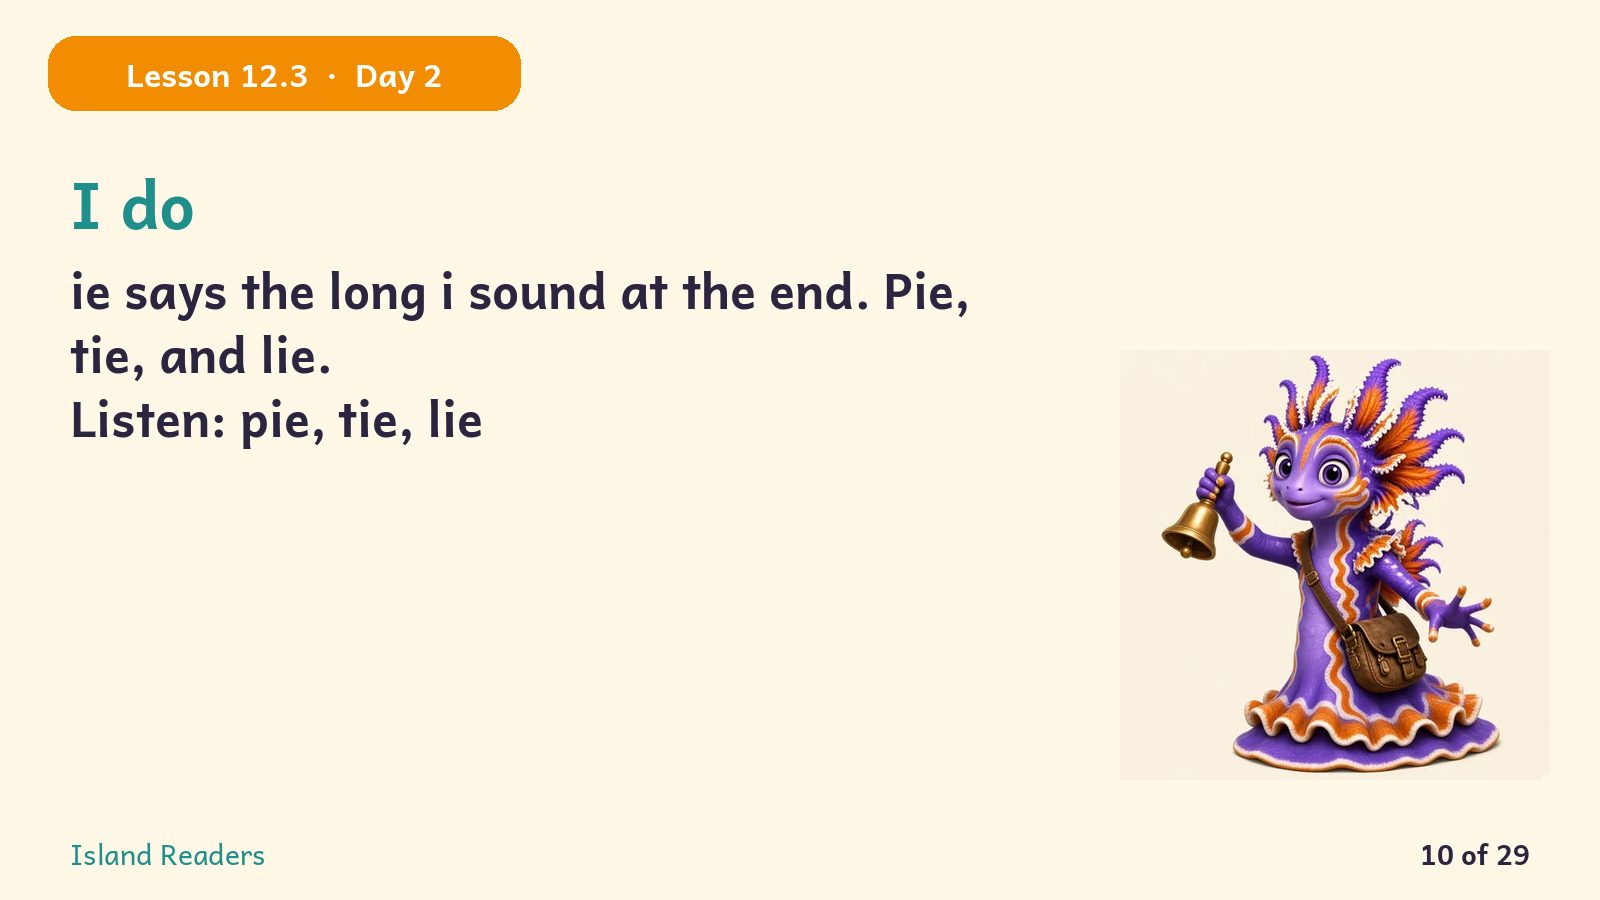 Lesson 12.3 · Day 2
I do
ie says the long i sound at the end. Pie,
tie, and lie.
Listen: pie, tie, lie
Island Readers
10 of 29